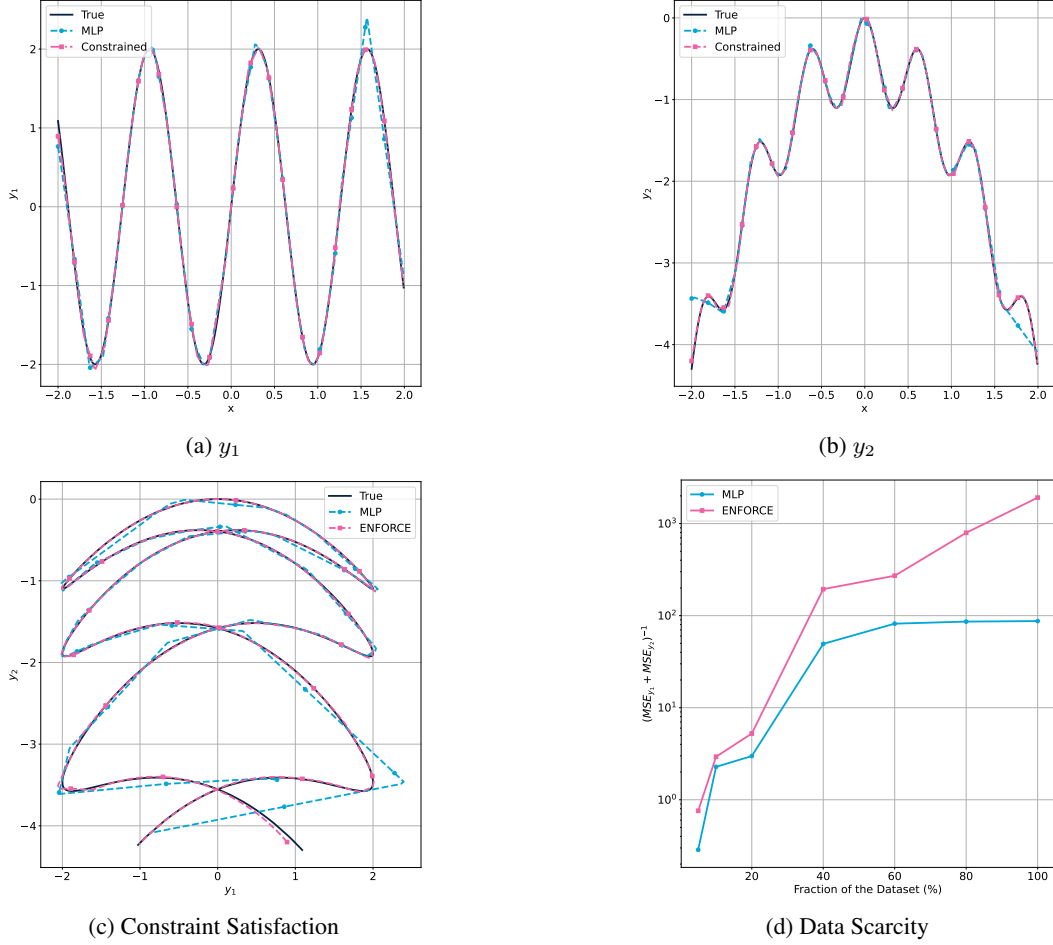 True
MLP
Constrained
2
1
0
−1
−2
y₁
−2.0 −1.5 −1.0 −0.5 0.0 0.5 1.0 1.5 2.0
x
(a) y₁
True
MLP
Constrained
0
−1
−2
−3
−4
y₂
−2.0 −1.5 −1.0 −0.5 0.0 0.5 1.0 1.5 2.0
x
(b) y₂
True
MLP
ENFORCE
0
−1
−2
−3
−4
y₂
−2 −1 0 1 2
y₁
(c) Constraint Satisfaction
MLP
ENFORCE
10³
10²
10¹
10⁰
(MSE_y₁ + MSE_y₂)⁻¹
20 40 60 80 100
Fraction of the Dataset (%)
(d) Data Scarcity